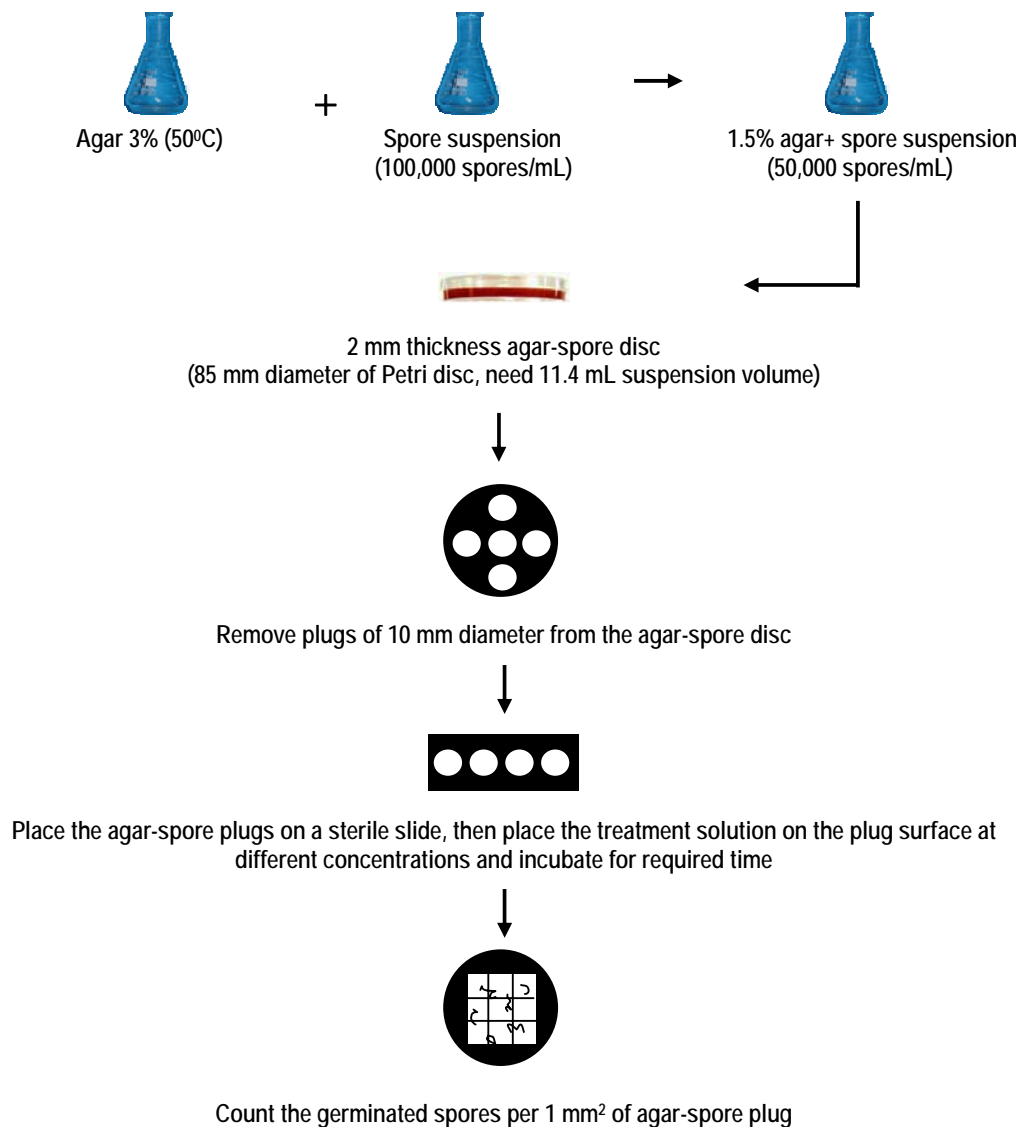 +
Agar 3% (50⁰C)
Spore suspension
(100,000 spores/mL)
1.5% agar+ spore suspension
(50,000 spores/mL)
2 mm thickness agar-spore disc
(85 mm diameter of Petri disc, need 11.4 mL suspension volume)
Remove plugs of 10 mm diameter from the agar-spore disc
Place the agar-spore plugs on a sterile slide, then place the treatment solution on the plug surface at
different concentrations and incubate for required time
Count the germinated spores per 1 mm² of agar-spore plug